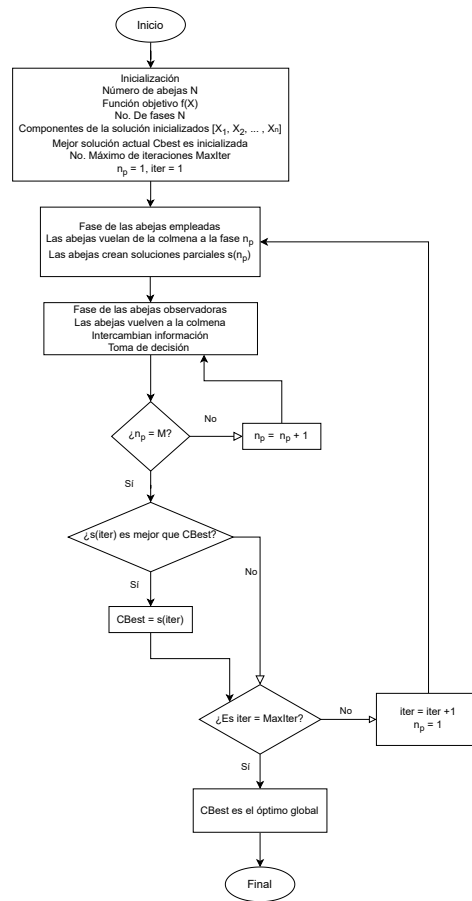 Inicio
Inicialización
Número de abejas N
Función objetivo f(X)
No. De fases N
Componentes de la solución inicializados [X₁, X₂, ... , Xₙ]
Mejor solución actual Cbest es inicializada
No. Máximo de iteraciones MaxIter
nₚ = 1, iter = 1
Fase de las abejas empleadas
Las abejas vuelan de la colmena a la fase nₚ
Las abejas crean soluciones parciales s(nₚ)
Fase de las abejas observadoras
Las abejas vuelven a la colmena
Intercambian información
Toma de decisión
¿nₚ = M?
No
nₚ = nₚ + 1
Sí
¿s(iter) es mejor que CBest?
Sí
No
CBest = s(iter)
¿Es iter = MaxIter?
No
iter = iter +1
nₚ = 1
Sí
CBest es el óptimo global
Final